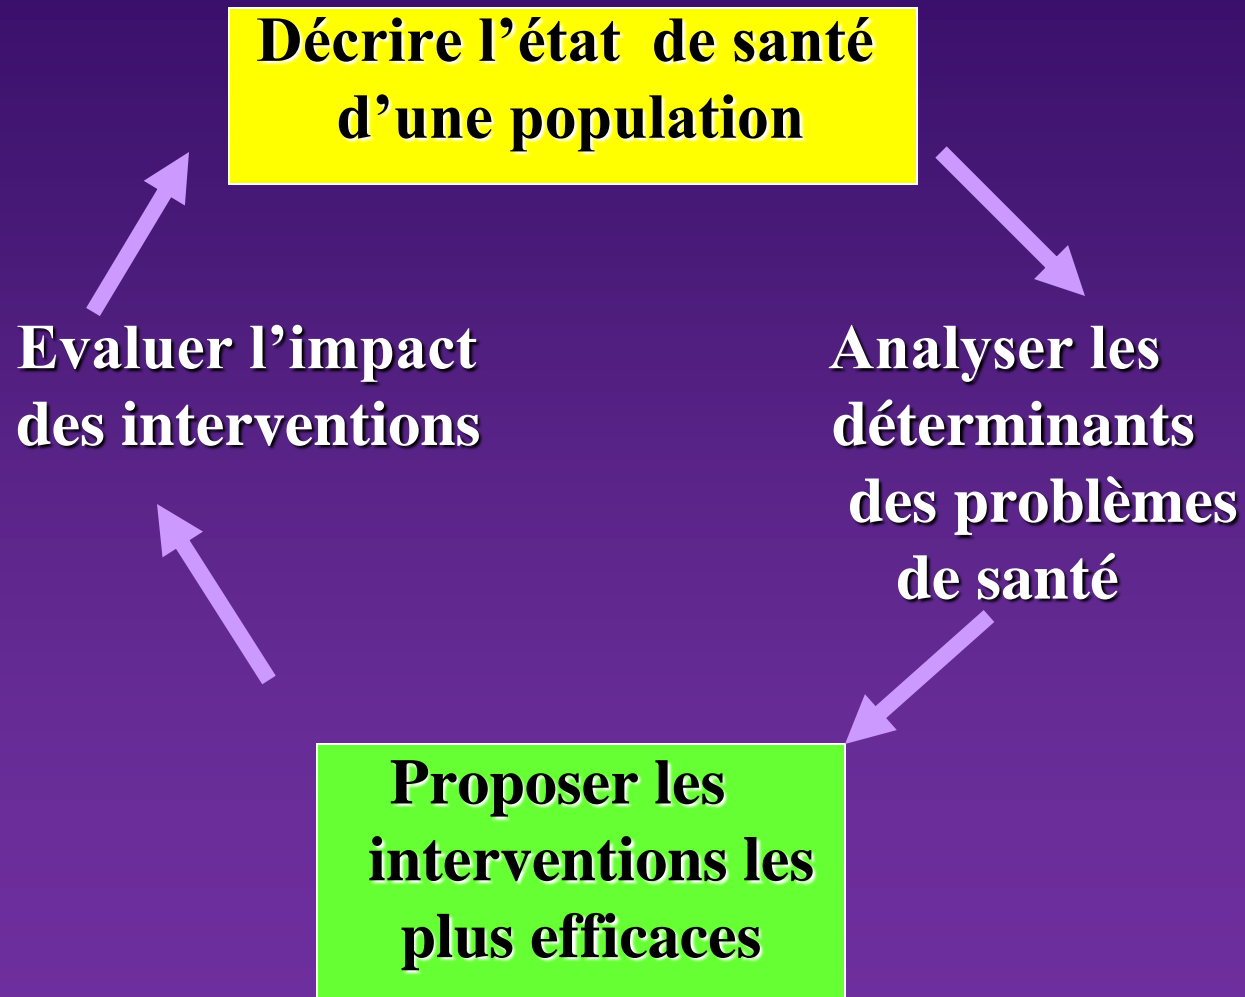 Décrire l’état  de santé
d’une population
Evaluer l’impact
des interventions
Analyser les
déterminants
des problèmes
de santé
Proposer les
interventions les
plus efficaces